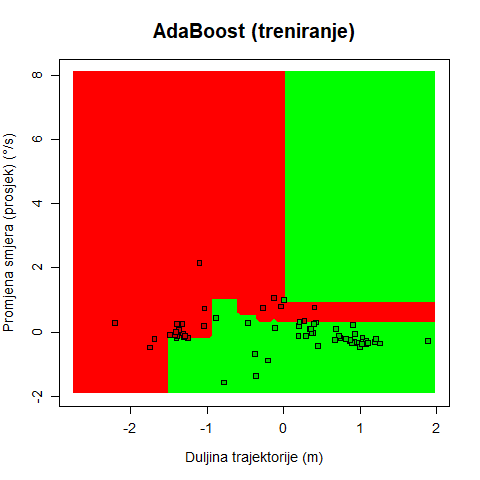 AdaBoost (treniranje)
Promjena smjera (prosjek) (°/s)
8
6
4
2
0
-2
-2 -1 0 1 2
Duljina trajektorije (m)